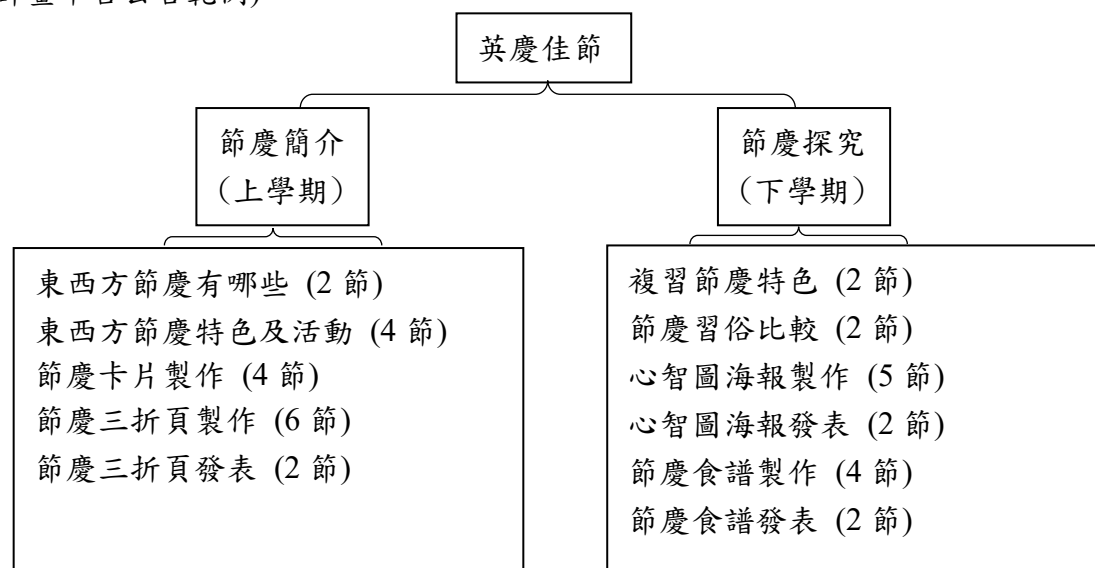 英慶佳節
節慶簡介
（上學期）
節慶探究
（下學期）
東西方節慶有哪些 (2 節)
東西方節慶特色及活動 (4 節)
節慶卡片製作 (4 節)
節慶三折頁製作 (6 節)
節慶三折頁發表 (2 節)
複習節慶特色 (2 節)
節慶習俗比較 (2 節)
心智圖海報製作 (5 節)
心智圖海報發表 (2 節)
節慶食譜製作 (4 節)
節慶食譜發表 (2 節)